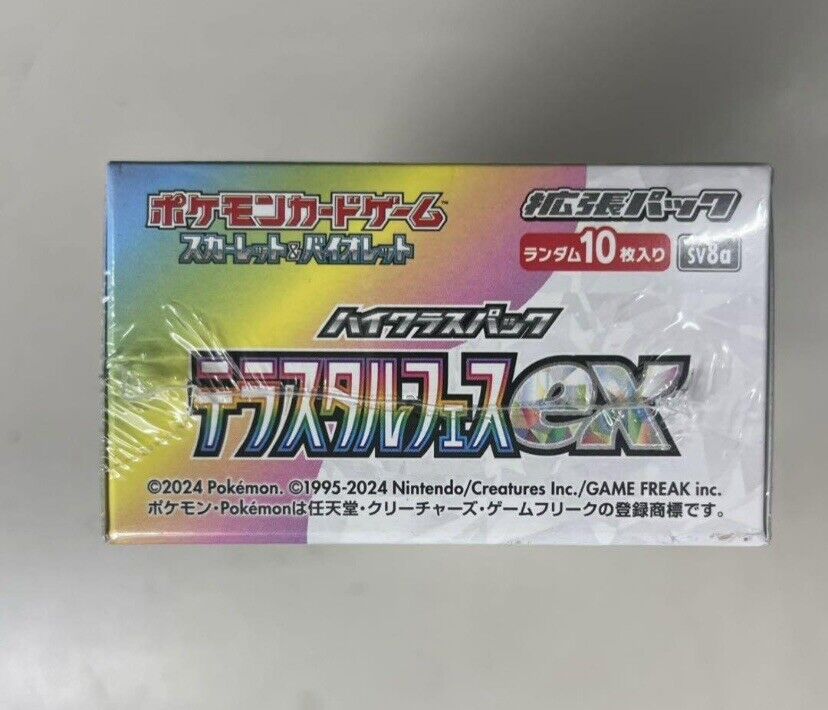 ポケモンカードゲーム™
スカーレット&バイオレット
拡張パック
ランダム10枚入り
SV8a
ハイクラスパック
テラスタルフェスex
©2024 Pokémon. ©1995-2024 Nintendo/Creatures Inc./GAME FREAK inc.
ポケモン・Pokémonは任天堂・クリーチャーズ・ゲームフリークの登録商標です。